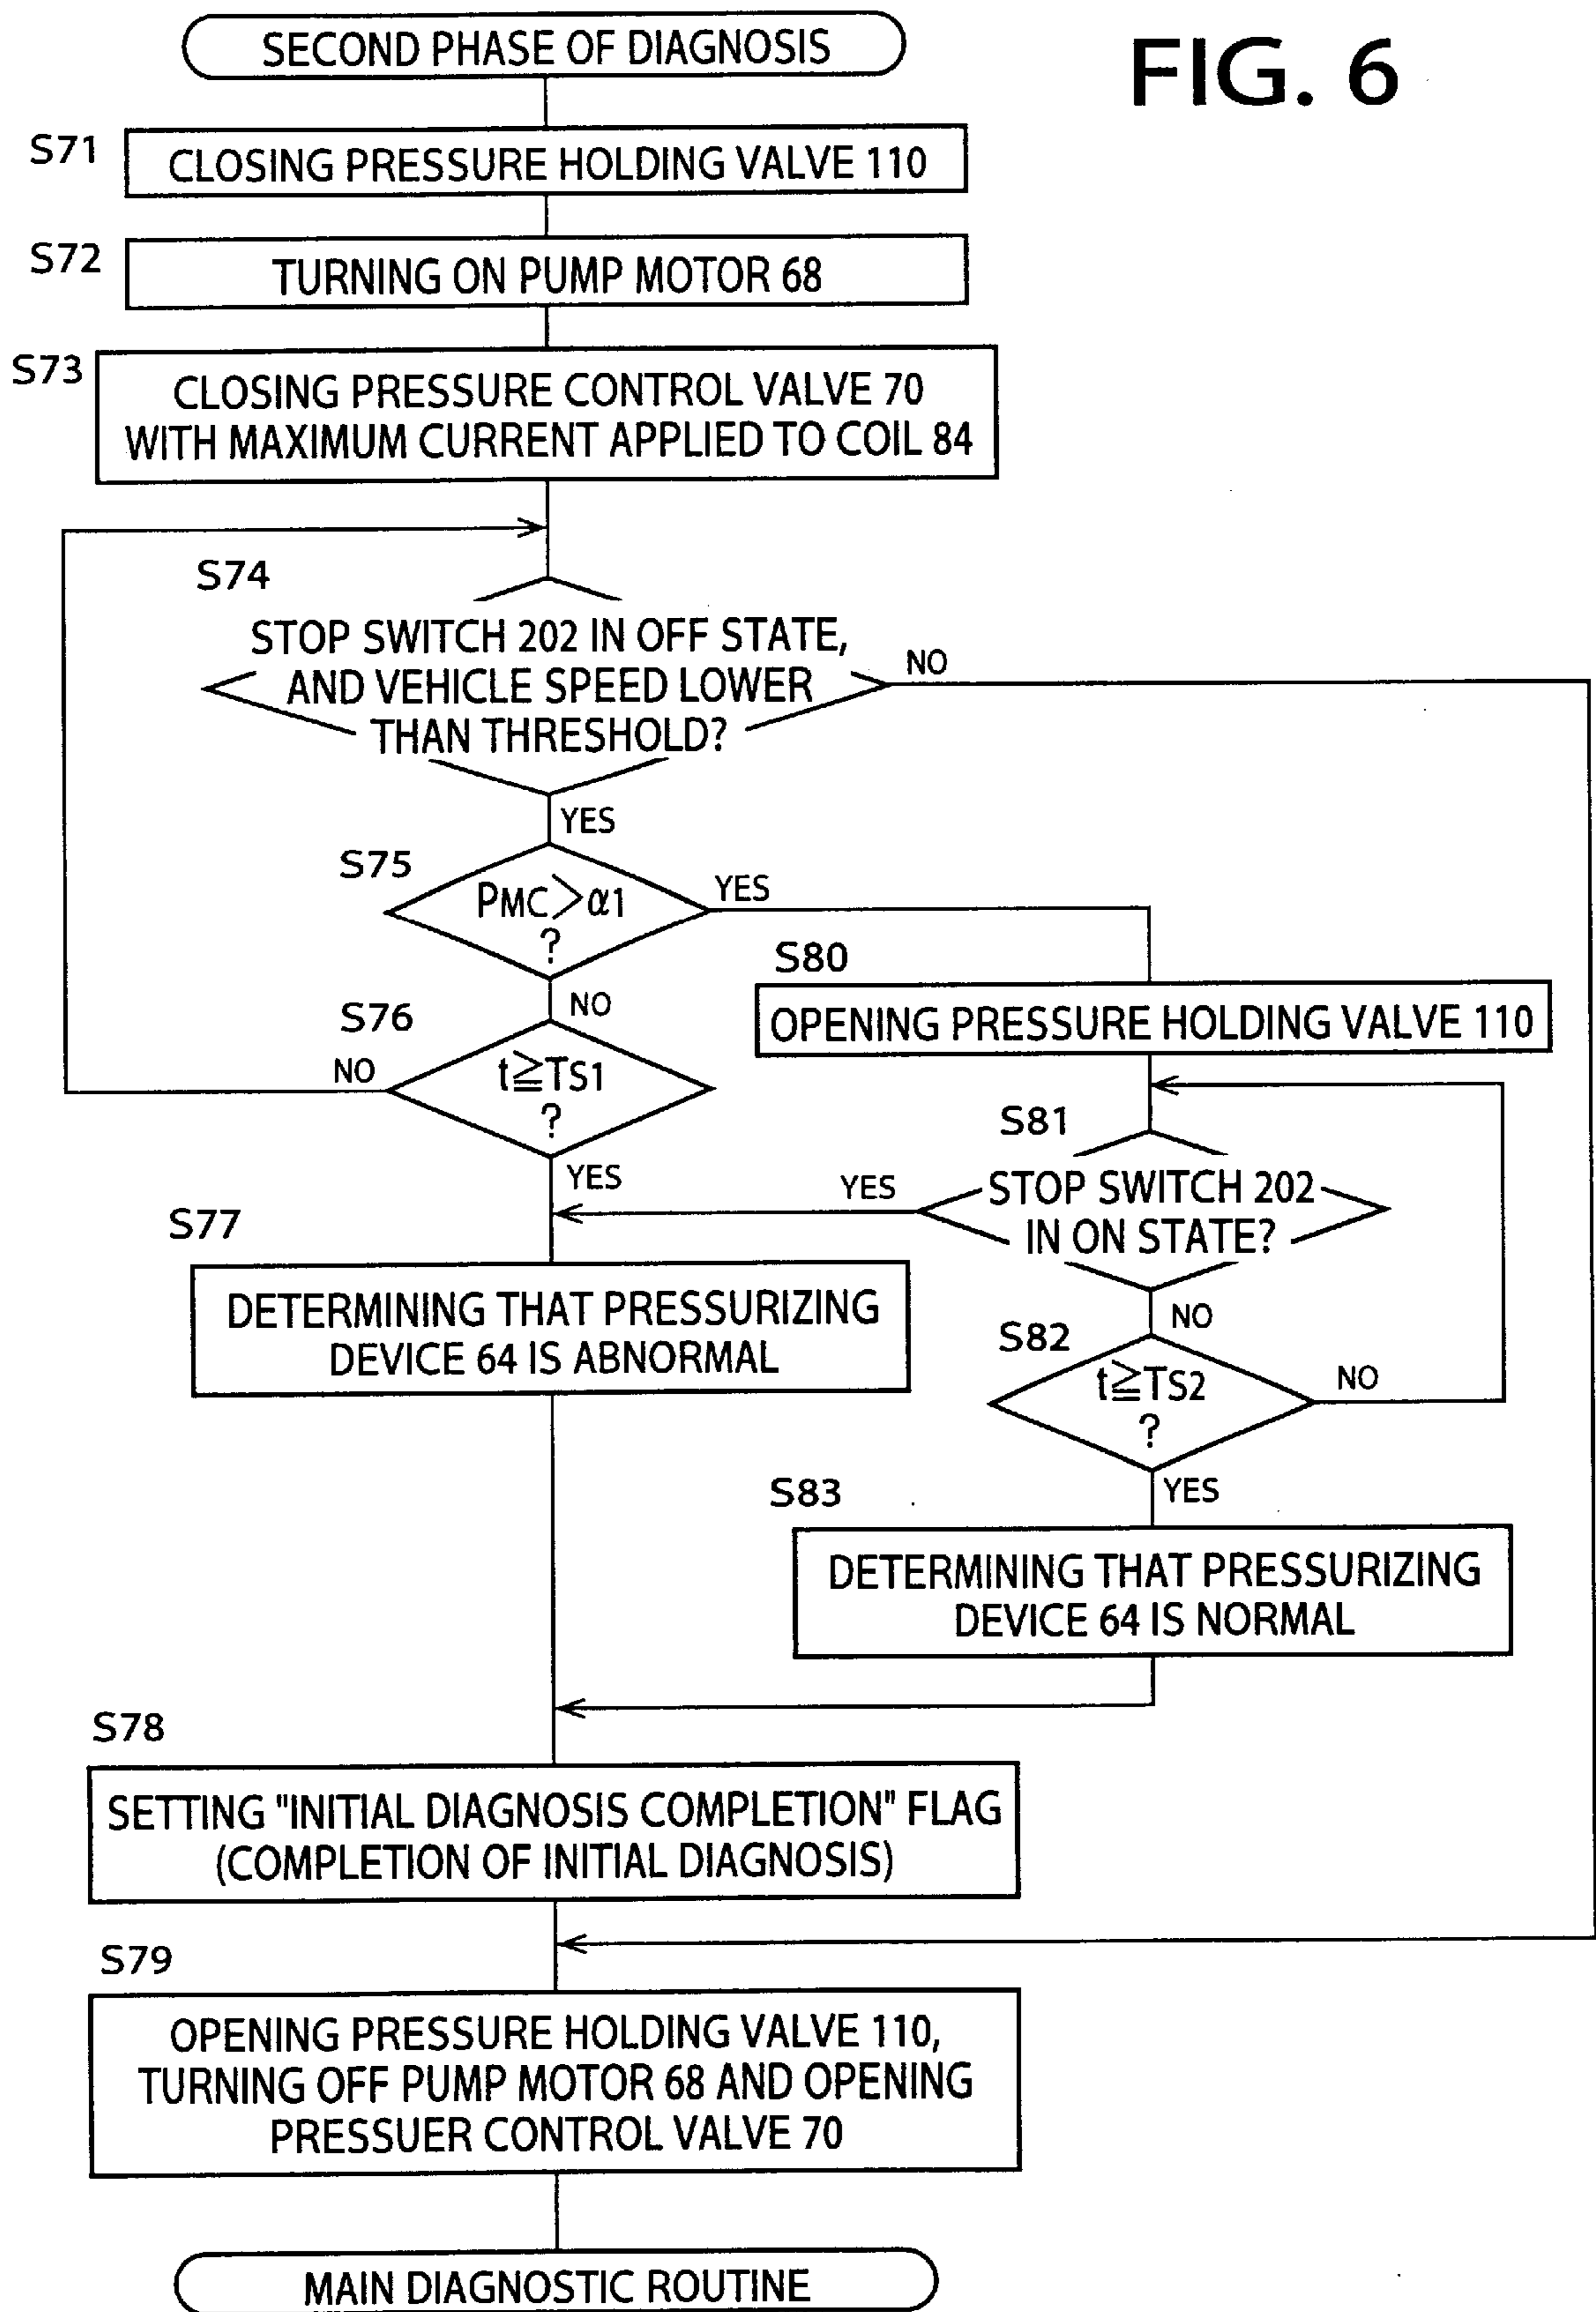 SECOND PHASE OF DIAGNOSIS
FIG. 6
S71
CLOSING PRESSURE HOLDING VALVE 110
S72
TURNING ON PUMP MOTOR 68
S73
CLOSING PRESSURE CONTROL VALVE 70
WITH MAXIMUM CURRENT APPLIED TO COIL 84
S74
STOP SWITCH 202 IN OFF STATE,
AND VEHICLE SPEED LOWER
THAN THRESHOLD?
NO
YES
S75
PMC>α1
?
YES
NO
S76
t≧TS1
?
NO
YES
S80
OPENING PRESSURE HOLDING VALVE 110
S81
STOP SWITCH 202
IN ON STATE?
YES
NO
S77
DETERMINING THAT PRESSURIZING
DEVICE 64 IS ABNORMAL
S82
t≧TS2
?
NO
YES
S83
DETERMINING THAT PRESSURIZING
DEVICE 64 IS NORMAL
S78
SETTING "INITIAL DIAGNOSIS COMPLETION" FLAG
(COMPLETION OF INITIAL DIAGNOSIS)
S79
OPENING PRESSURE HOLDING VALVE 110,
TURNING OFF PUMP MOTOR 68 AND OPENING
PRESSUER CONTROL VALVE 70
MAIN DIAGNOSTIC ROUTINE